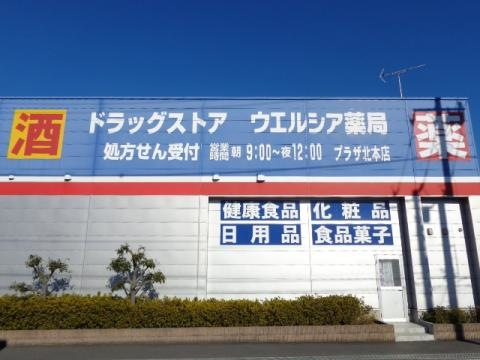 酒
ドラッグストア ウエルシア薬局
処方せん受付 営業時間 朝9:00～夜12:00 プラザ北本店
薬
健康食品 化粧品
日用品 食品菓子